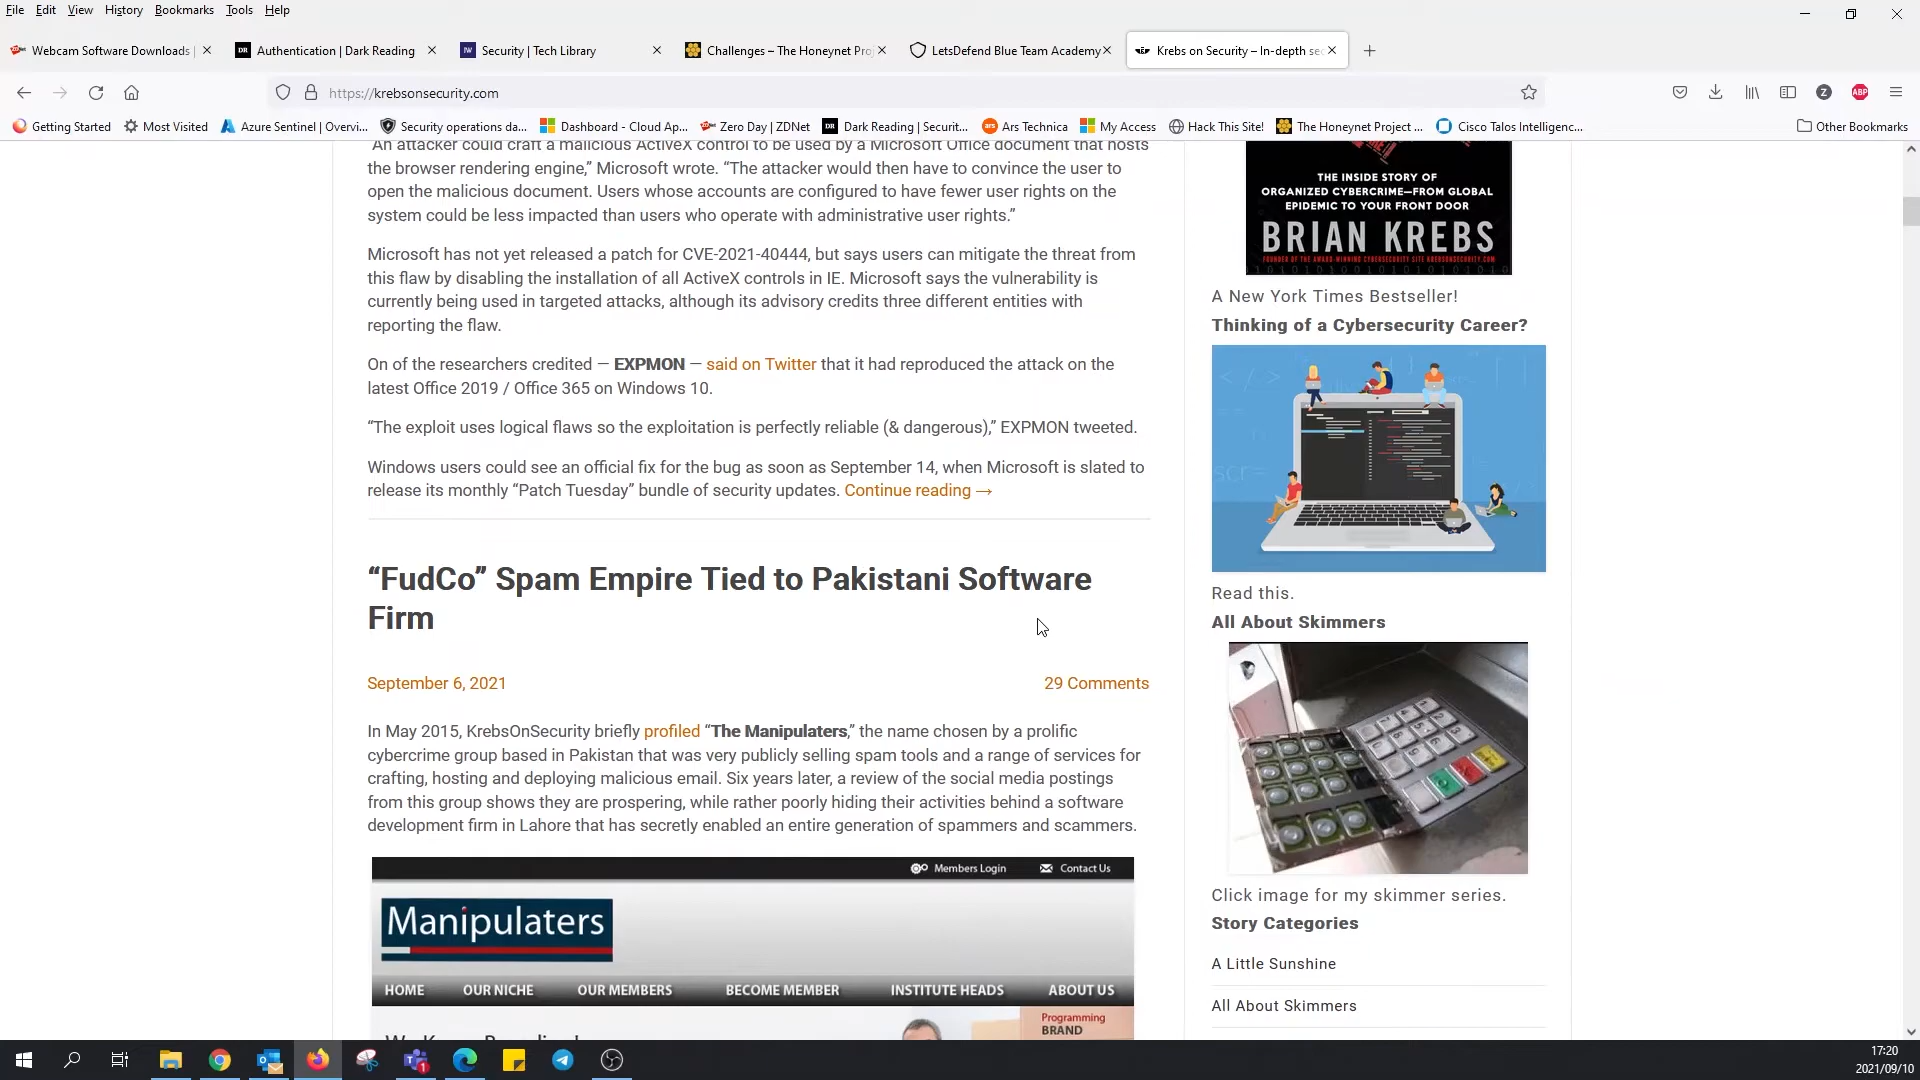 File Edit View History Bookmarks Tools Help
Webcam Software Downloads |
DR Authentication | Dark Reading
IW Security | Tech Library
Challenges – The Honeynet Proj
LetsDefend Blue Team Academy
Krebs on Security – In-depth sec
https://krebsonsecurity.com
Z ABP
Getting Started Most Visited Azure Sentinel | Overvi... Security operations da... Dashboard - Cloud Ap... Zero Day | ZDNet DR Dark Reading | Securit... ars Ars Technica My Access Hack This Site! The Honeynet Project ... Cisco Talos Intelligenc... Other Bookmarks
“An attacker could craft a malicious ActiveX control to be used by a Microsoft Office document that hosts
the browser rendering engine,” Microsoft wrote. “The attacker would then have to convince the user to
open the malicious document. Users whose accounts are configured to have fewer user rights on the
system could be less impacted than users who operate with administrative user rights.”
Microsoft has not yet released a patch for CVE-2021-40444, but says users can mitigate the threat from
this flaw by disabling the installation of all ActiveX controls in IE. Microsoft says the vulnerability is
currently being used in targeted attacks, although its advisory credits three different entities with
reporting the flaw.
On of the researchers credited — EXPMON — said on Twitter that it had reproduced the attack on the
latest Office 2019 / Office 365 on Windows 10.
“The exploit uses logical flaws so the exploitation is perfectly reliable (& dangerous),” EXPMON tweeted.
Windows users could see an official fix for the bug as soon as September 14, when Microsoft is slated to
release its monthly “Patch Tuesday” bundle of security updates. Continue reading →
“FudCo” Spam Empire Tied to Pakistani Software
Firm
September 6, 2021 29 Comments
In May 2015, KrebsOnSecurity briefly profiled “The Manipulaters,” the name chosen by a prolific
cybercrime group based in Pakistan that was very publicly selling spam tools and a range of services for
crafting, hosting and deploying malicious email. Six years later, a review of the social media postings
from this group shows they are prospering, while rather poorly hiding their activities behind a software
development firm in Lahore that has secretly enabled an entire generation of spammers and scammers.
Members Login Contact Us
Manipulaters
HOME OUR NICHE OUR MEMBERS BECOME MEMBER INSTITUTE HEADS ABOUT US
Programming
BRAND
THE INSIDE STORY OF
ORGANIZED CYBERCRIME—FROM GLOBAL
EPIDEMIC TO YOUR FRONT DOOR
BRIAN KREBS
FOUNDER OF THE AWARD-WINNING CYBERSECURITY SITE KREBSONSECURITY.COM
A New York Times Bestseller!
Thinking of a Cybersecurity Career?
Read this.
All About Skimmers
Click image for my skimmer series.
Story Categories
A Little Sunshine
All About Skimmers
17:20
2021/09/10